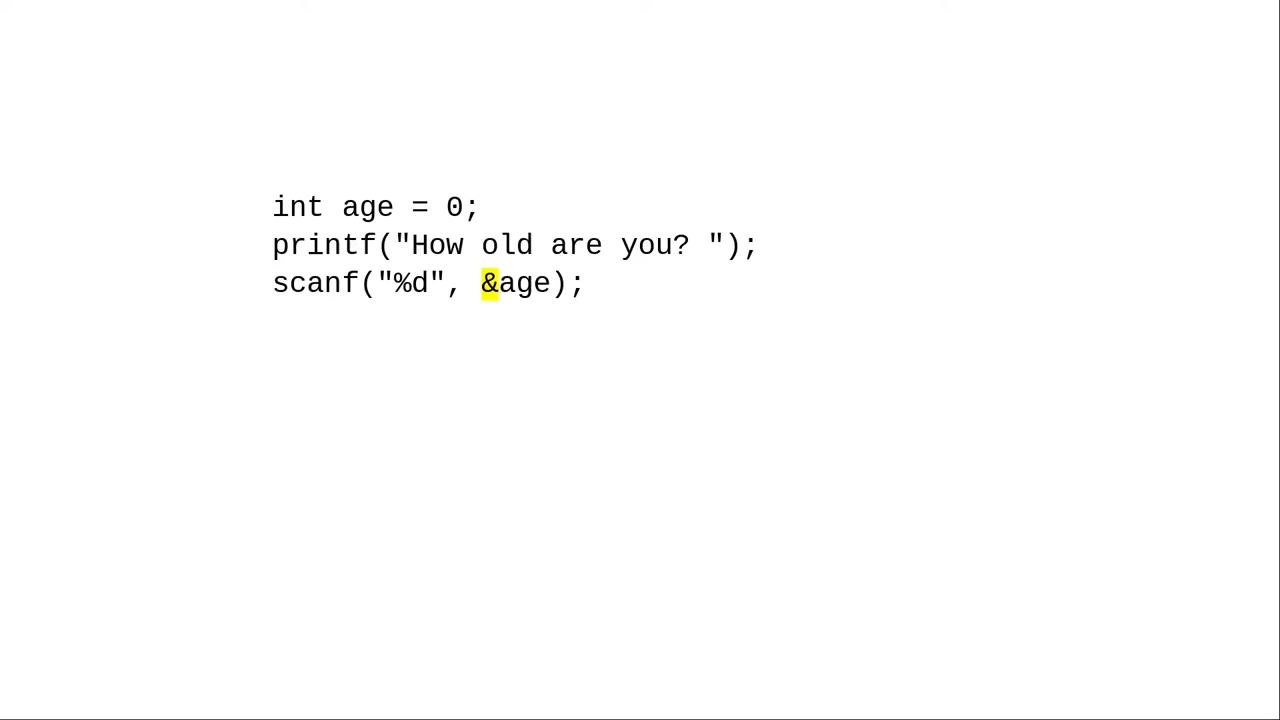 int age = 0;
printf("How old are you? ");
scanf("%d", &age);